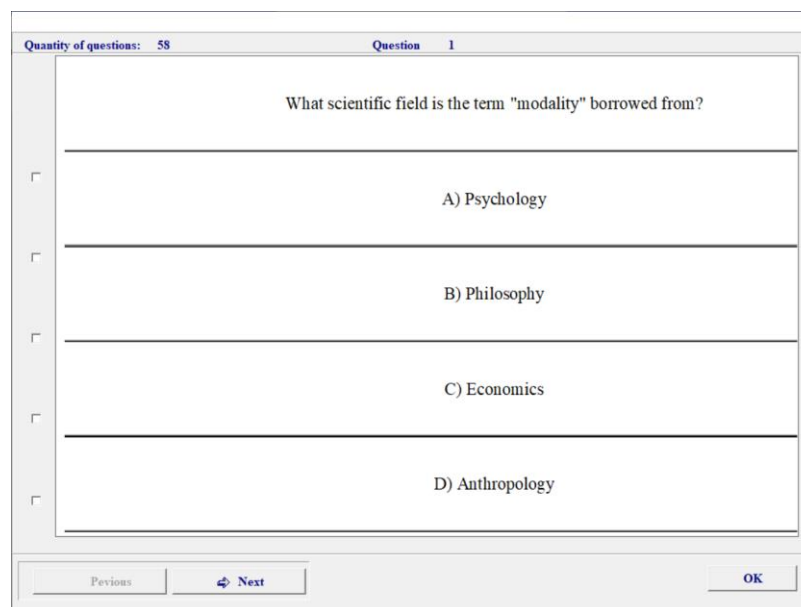 Quantity of questions: 58 Question 1
What scientific field is the term "modality" borrowed from?
A) Psychology
B) Philosophy
C) Economics
D) Anthropology
Pevious Next OK